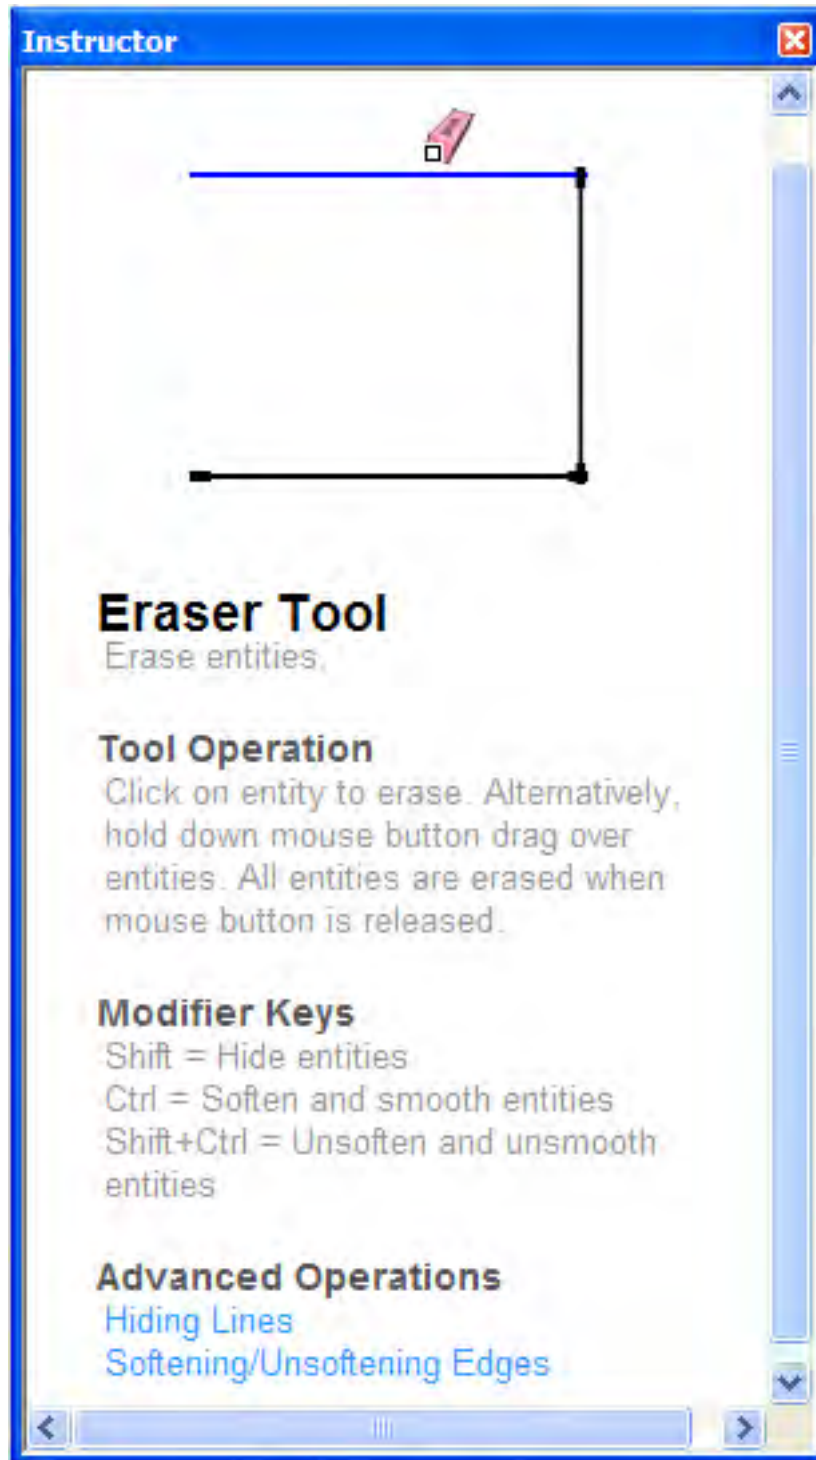 Instructor
Eraser Tool
Erase entities.
Tool Operation
Click on entity to erase. Alternatively,
hold down mouse button drag over
entities. All entities are erased when
mouse button is released.
Modifier Keys
Shift = Hide entities
Ctrl = Soften and smooth entities
Shift+Ctrl = Unsoften and unsmooth
entities
Advanced Operations
Hiding Lines
Softening/Unsoftening Edges